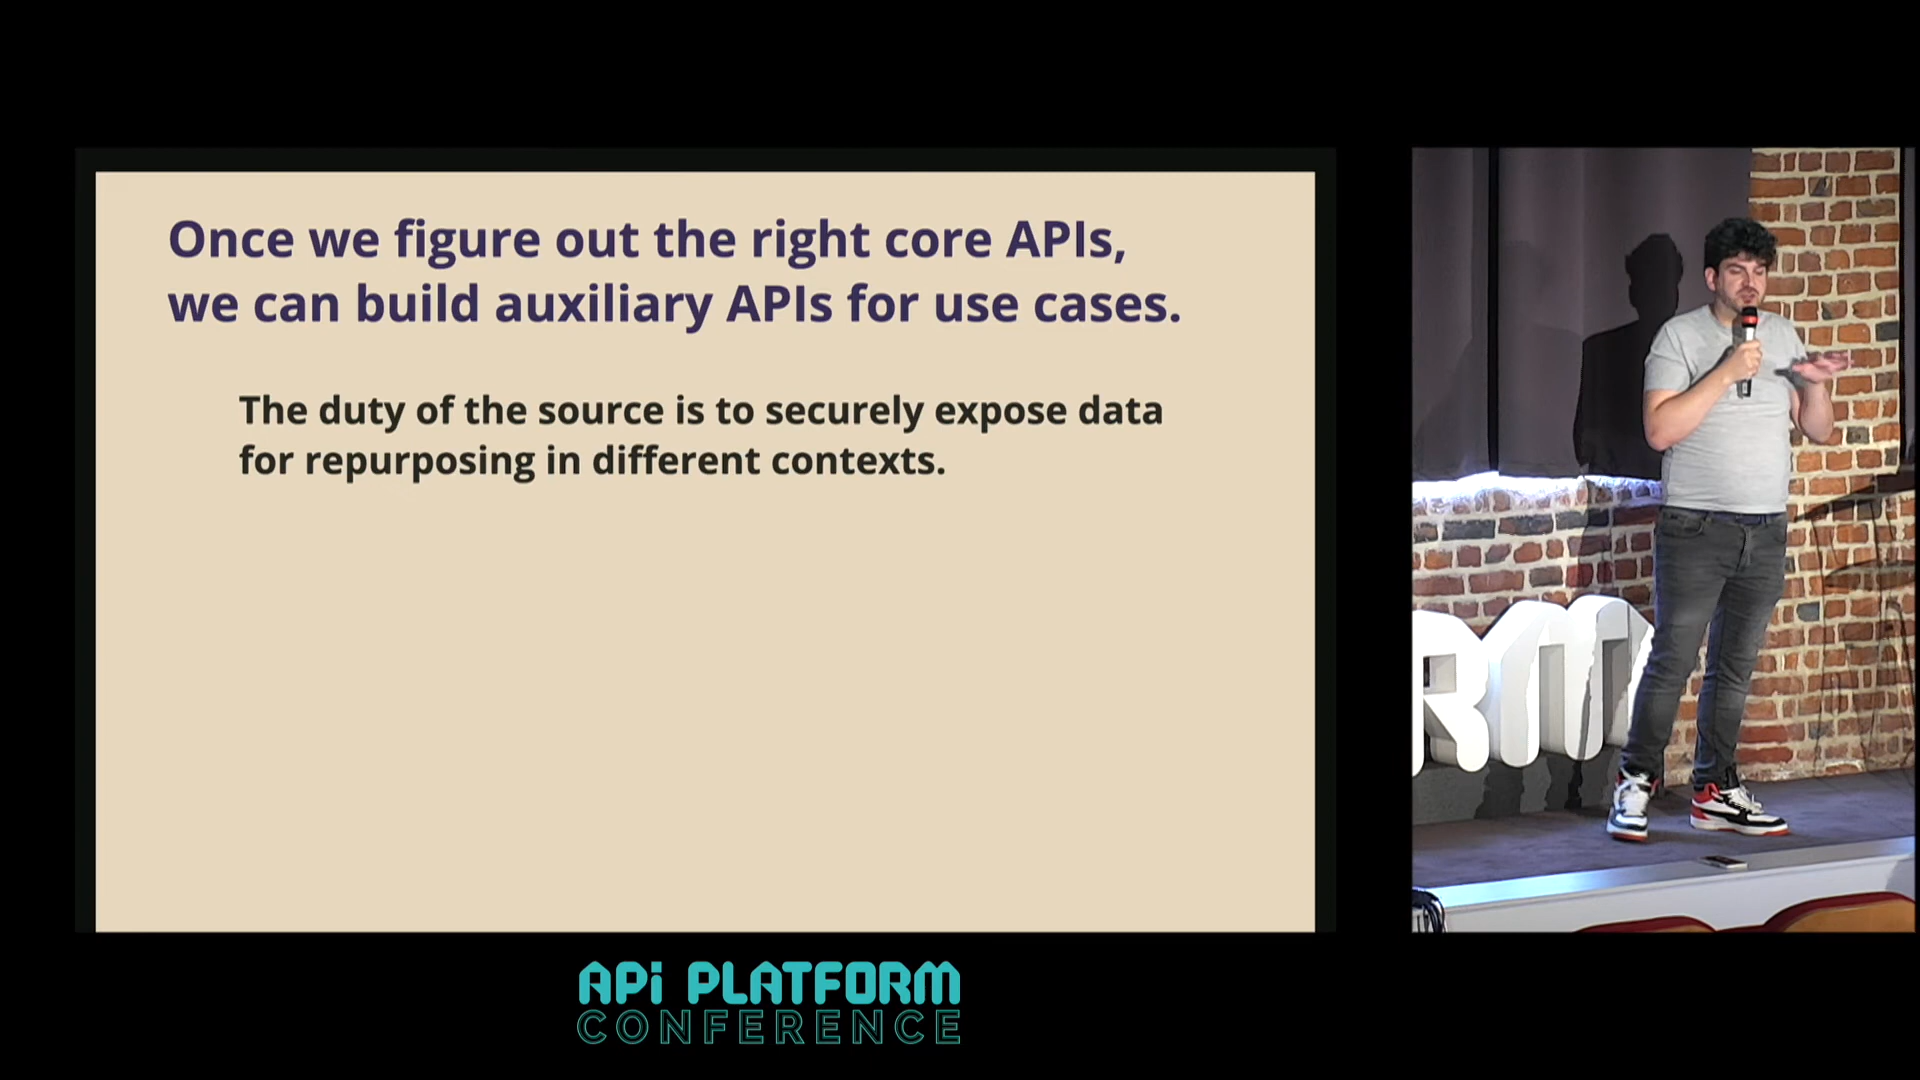 Once we figure out the right core APIs,
we can build auxiliary APIs for use cases.
The duty of the source is to securely expose data
for repurposing in different contexts.
RM
APi PLATFORM
CONFERENCE